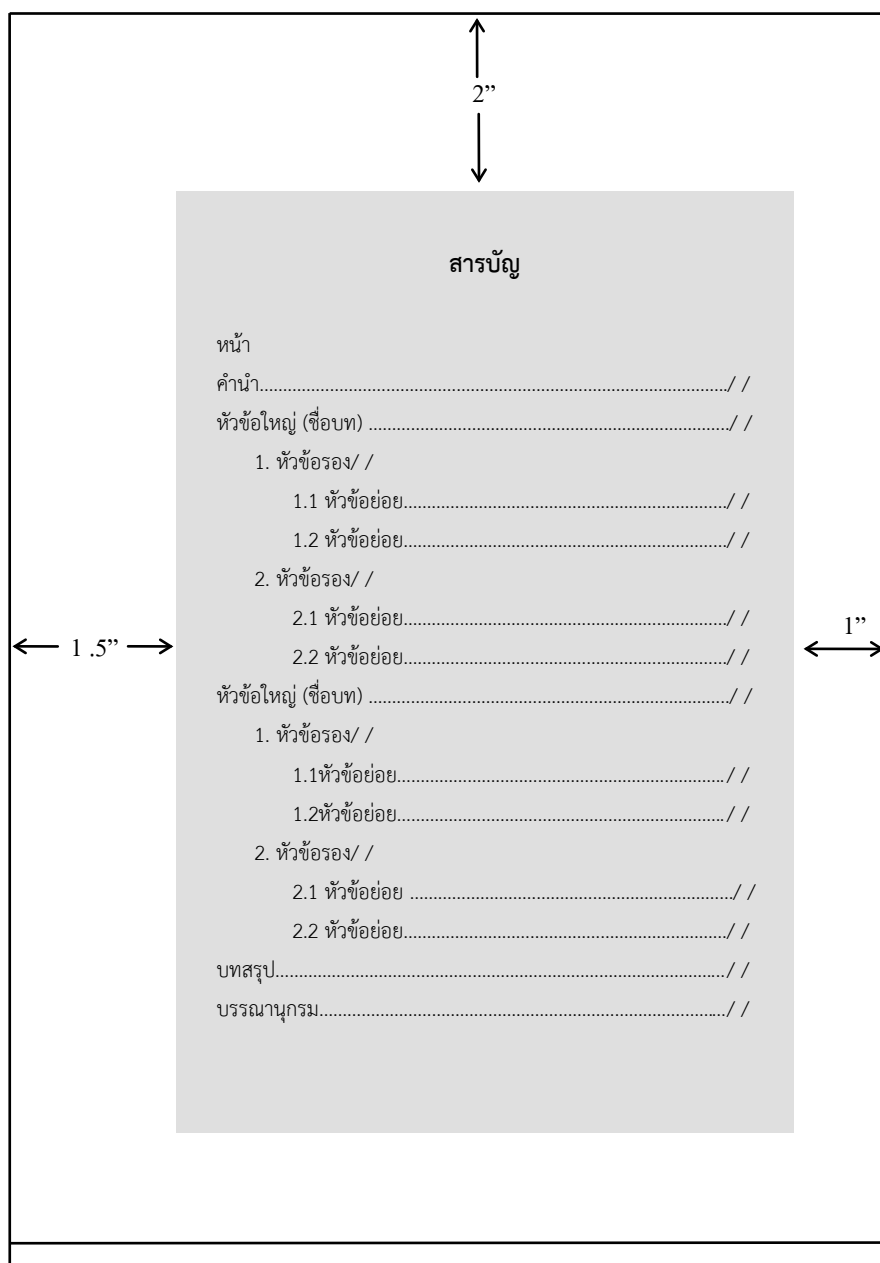 2”
สารบัญ
หน้า
คำนำ....................................................................................................../ /
หัวข้อใหญ่ (ชื่อบท) ............................................................................/ /
1. หัวข้อรอง/ /
1.1 หัวข้อย่อย...................................................................../ /
1.2 หัวข้อย่อย...................................................................../ /
2. หัวข้อรอง/ /
2.1 หัวข้อย่อย...................................................................../ /
1 .5”
1”
2.2 หัวข้อย่อย...................................................................../ /
หัวข้อใหญ่ (ชื่อบท) ............................................................................/ /
1. หัวข้อรอง/ /
1.1หัวข้อย่อย....................................................................../ /
1.2หัวข้อย่อย....................................................................../ /
2. หัวข้อรอง/ /
2.1 หัวข้อย่อย ...................................................................../ /
2.2 หัวข้อย่อย...................................................................../ /
บทสรุป................................................................................................/ /
บรรณานุกรม......................................................................................./ /